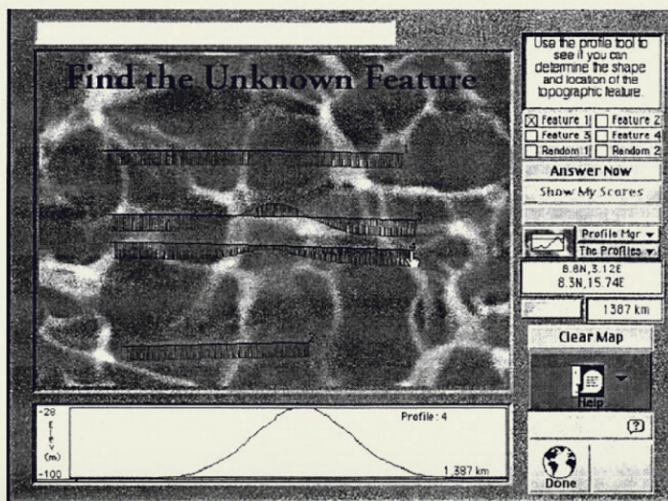 Find the Unknown Feature
Use the profile tool to
see if you can
determine the shape
and location of the
topographic feature.
Feature 1 Feature 2
Feature 3 Feature 4
Random 1 Random 2
Answer Now
Show My Scores
Profile Mgr
The Profiles
8.8N,3.12E
8.3N,15.74E
1387 km
Clear Map
Help
?
Done
-28
Elev
(m)
-100
Profile: 4
1,387 km